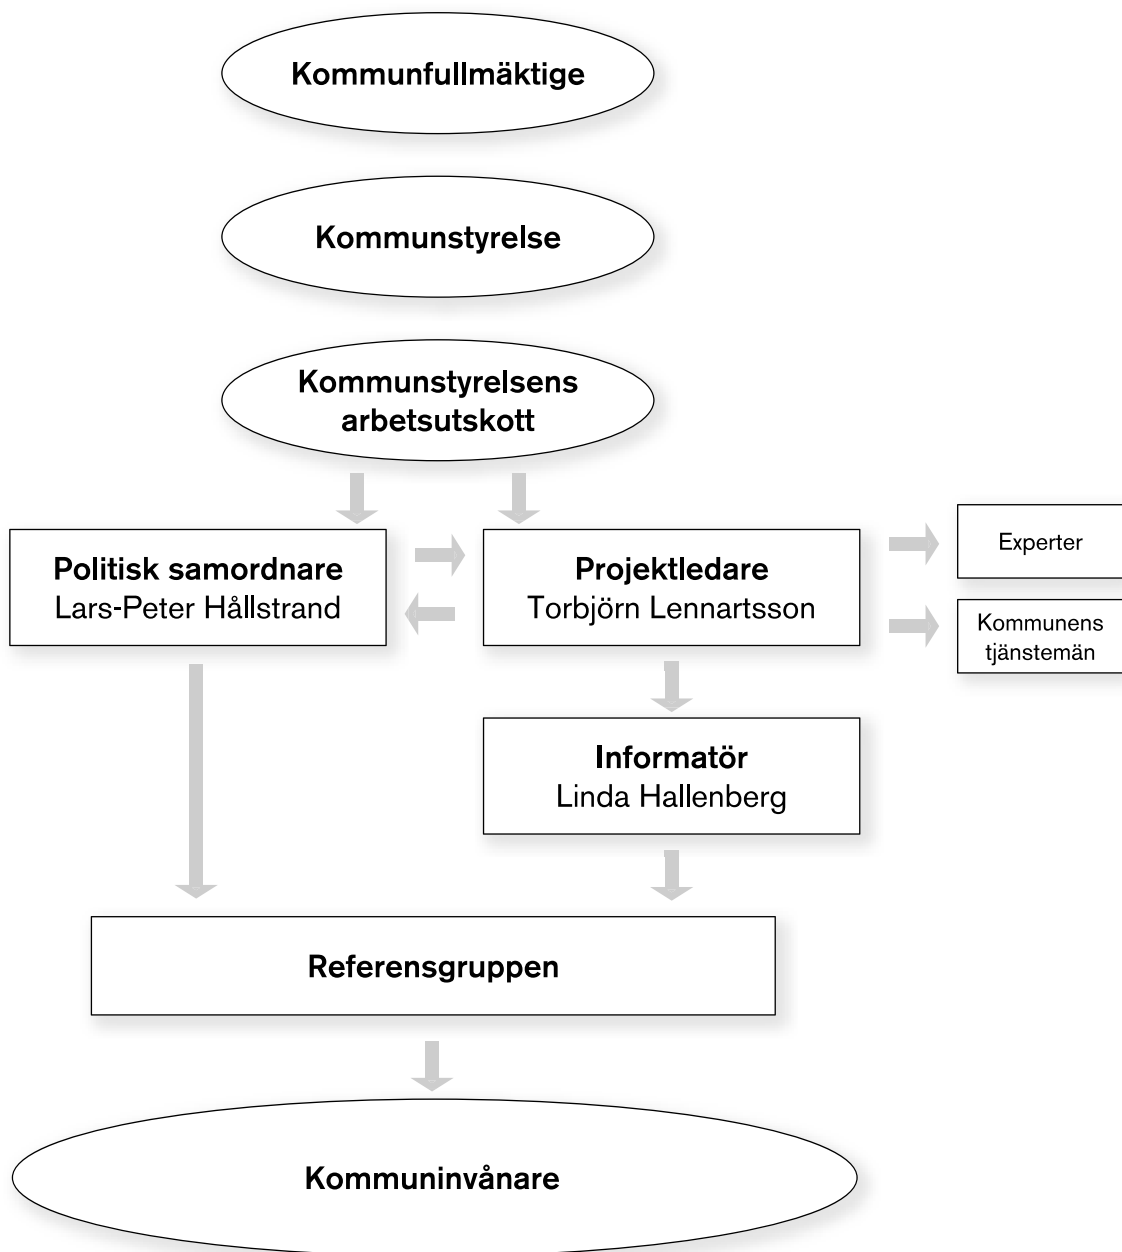 Kommunfullmäktige
Kommunstyrelse
Kommunstyrelsens
arbetsutskott
Politisk samordnare
Lars-Peter Hållstrand
Projektledare
Torbjörn Lennartsson
Experter
Kommunens
tjänstemän
Informatör
Linda Hallenberg
Referensgruppen
Kommuninvånare